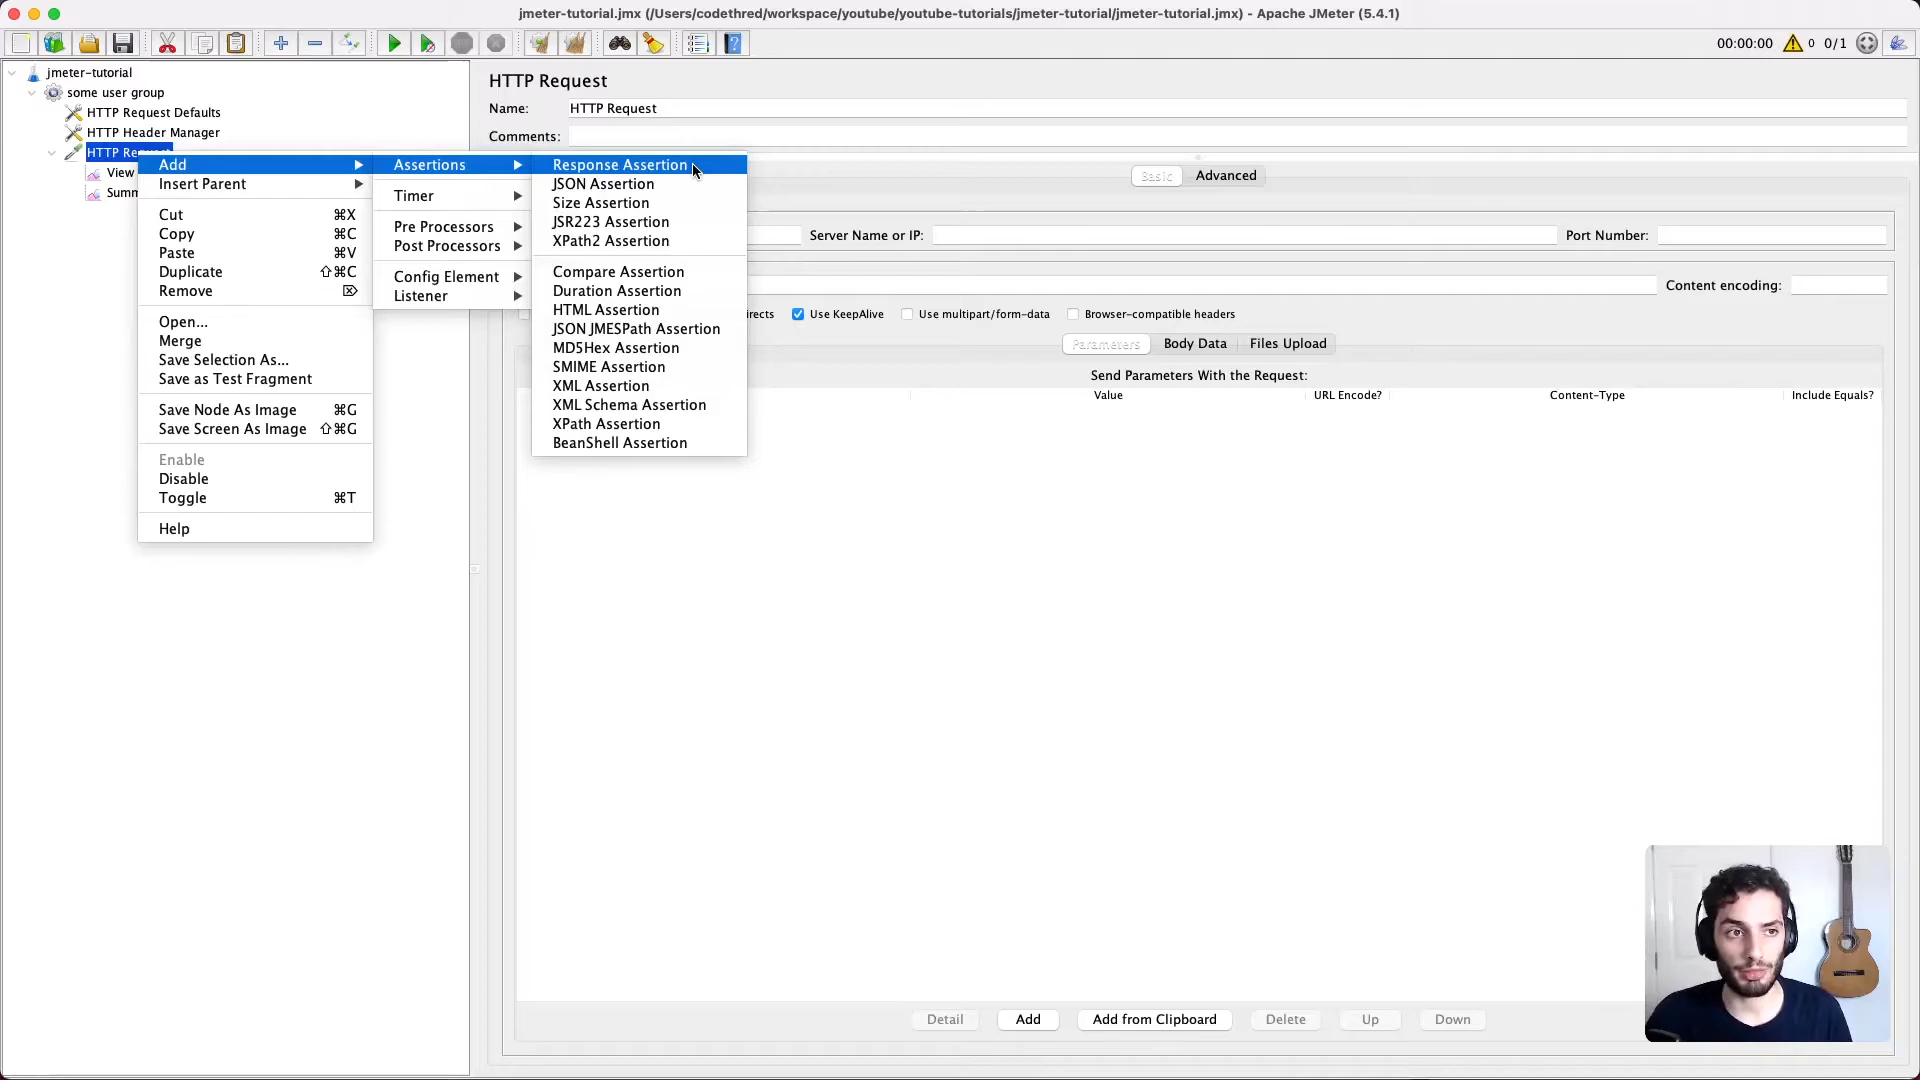 jmeter-tutorial.jmx (/Users/codethred/workspace/youtube/youtube-tutorials/jmeter-tutorial/jmeter-tutorial.jmx) - Apache JMeter (5.4.1)
00:00:00 0 0/1
jmeter-tutorial
some user group
HTTP Request Defaults
HTTP Header Manager
HTTP Re
View
Sum
Add
Insert Parent
Cut ⌘X
Copy ⌘C
Paste ⌘V
Duplicate ⇧⌘C
Remove ⌦
Open...
Merge
Save Selection As...
Save as Test Fragment
Save Node As Image ⌘G
Save Screen As Image ⇧⌘G
Enable
Disable
Toggle ⌘T
Help
Assertions
Timer
Pre Processors
Post Processors
Config Element
Listener
Response Assertion
JSON Assertion
Size Assertion
JSR223 Assertion
XPath2 Assertion
Compare Assertion
Duration Assertion
HTML Assertion
JSON JMESPath Assertion
MD5Hex Assertion
SMIME Assertion
XML Assertion
XML Schema Assertion
XPath Assertion
BeanShell Assertion
HTTP Request
Name: HTTP Request
Comments:
Basic Advanced
Server Name or IP: Port Number:
Content encoding:
irects Use KeepAlive Use multipart/form-data Browser-compatible headers
Parameters Body Data Files Upload
Send Parameters With the Request:
Value URL Encode? Content-Type Include Equals?
Detail Add Add from Clipboard Delete Up Down